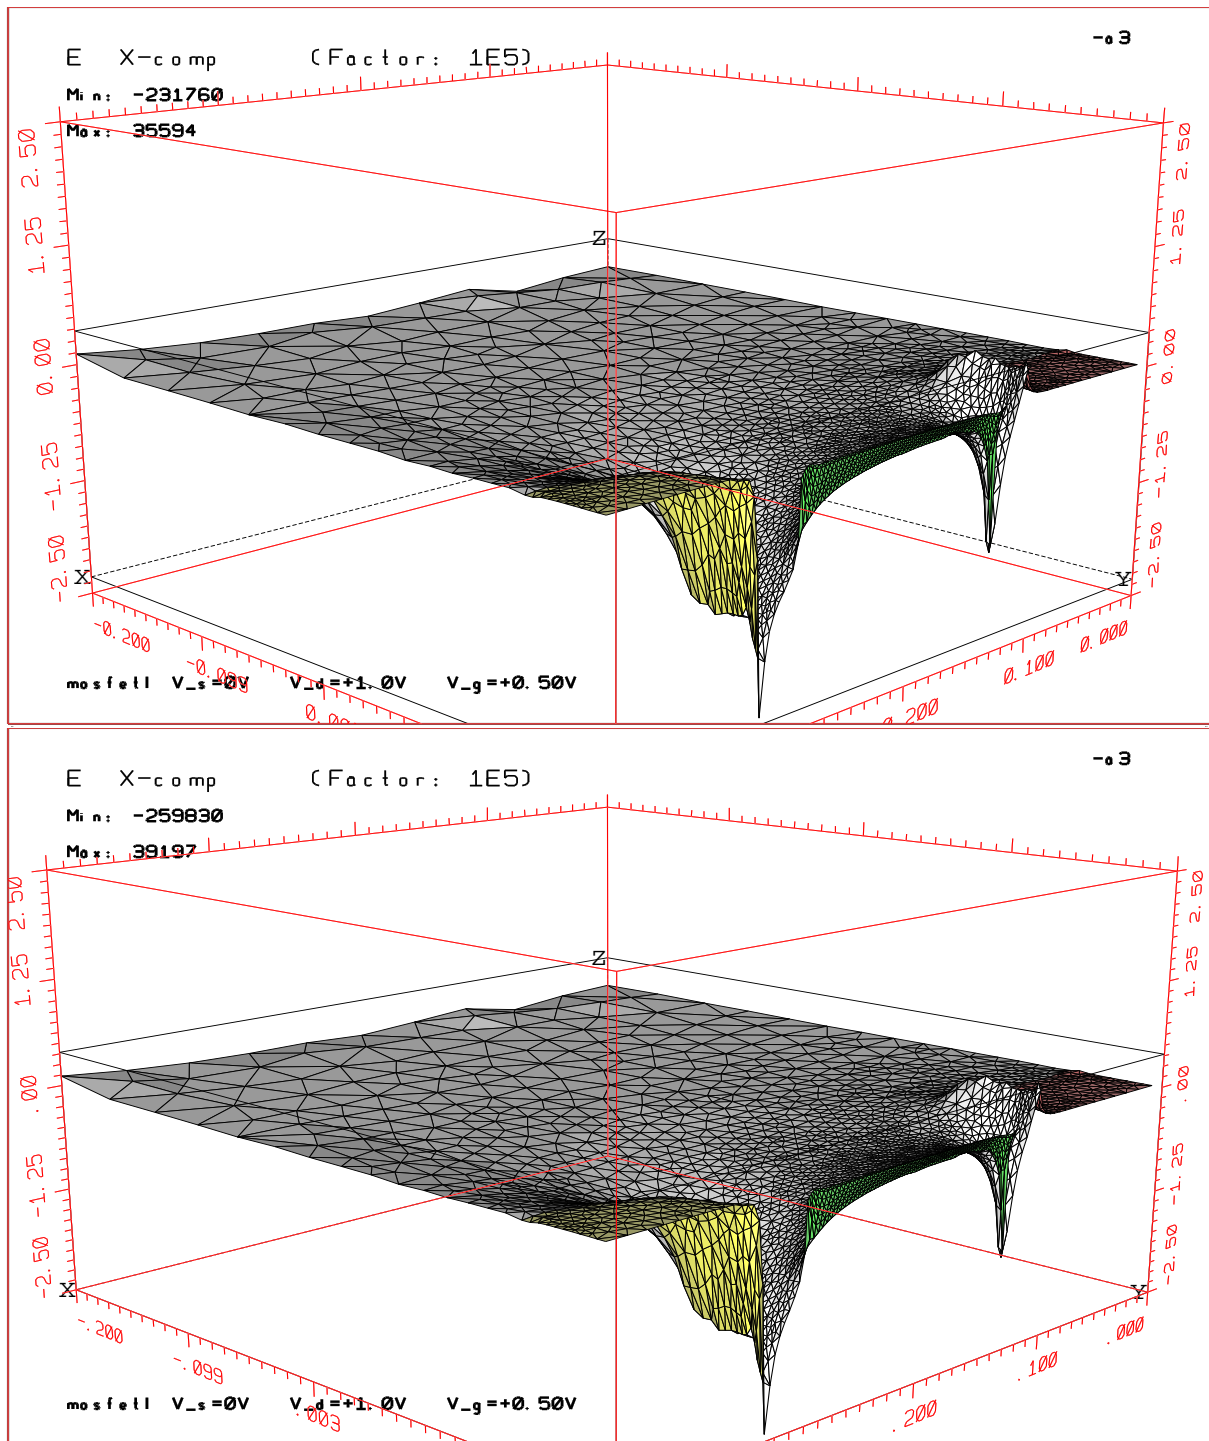 -a3
E X-comp (Factor: 1E5)
Min: -231760
Max: 35594
2.50
1.25
0.00
-1.25
-2.50
2.50
1.25
0.00
-1.25
-2.50
Z
X
Y
-0.200
-0.099
0.100
0.000
mosfet1 V_s=0V V_d=+1.0V V_g=+0.50V
-a3
E X-comp (Factor: 1E5)
Min: -259830
Max: 39197
2.50
1.25
.00
-1.25
-2.50
2.50
1.25
.00
-1.25
-2.50
Z
X
Y
-.200
-.099
.003
.200
.100
.000
mosfet1 V_s=0V V_d=+1.0V V_g=+0.50V